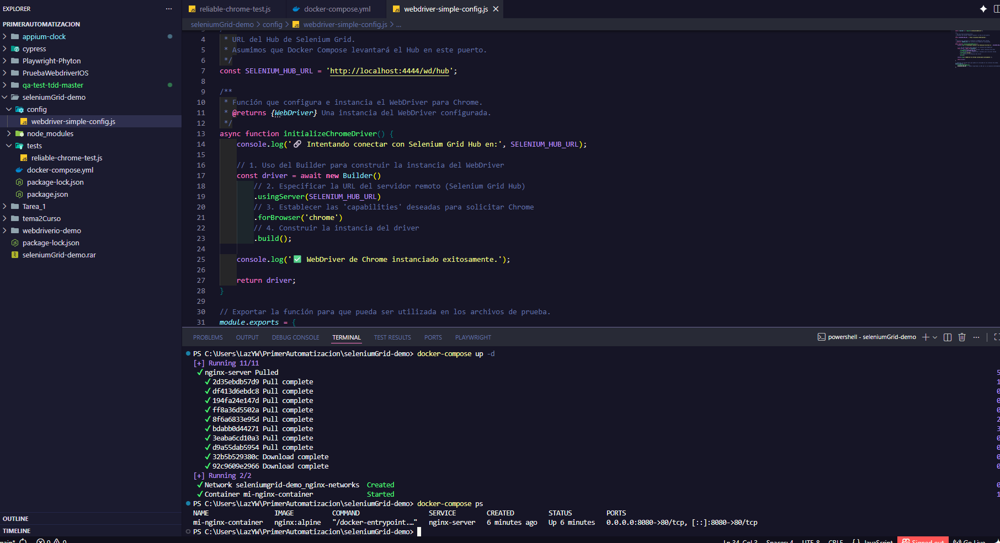 EXPLORER
PRIMERAUTOMATIZACION
appium-clock
cypress
Playwright-Phyton
PruebaWebdriverIOS
qa-test-tdd-master
seleniumGrid-demo
config
webdriver-simple-config.js
node_modules
tests
reliable-chrome-test.js
docker-compose.yml
package-lock.json
package.json
Tarea_1
tema2Curso
webdriverio-demo
package-lock.json
seleniumGrid-demo.rar
OUTLINE
TIMELINE
reliable-chrome-test.js docker-compose.yml webdriver-simple-config.js
seleniumGrid-demo > config > webdriver-simple-config.js > ...
4 * URL del Hub de Selenium Grid.
5 * Asumimos que Docker Compose levantará el Hub en este puerto.
6 */
7 const SELENIUM_HUB_URL = 'http://localhost:4444/wd/hub';
8
9 /**
10 * Función que configura e instancia el WebDriver para Chrome.
11 * @returns {WebDriver} Una instancia del WebDriver configurada.
12 */
13 async function initializeChromeDriver() {
14 console.log('🔗 Intentando conectar con Selenium Grid Hub en:', SELENIUM_HUB_URL);
15
16 // 1. Uso del Builder para construir la instancia del WebDriver
17 const driver = await new Builder()
18 // 2. Especificar la URL del servidor remoto (Selenium Grid Hub)
19 .usingServer(SELENIUM_HUB_URL)
20 // 3. Establecer las 'capabilities' deseadas para solicitar Chrome
21 .forBrowser('chrome')
22 // 4. Construir la instancia del driver
23 .build();
24
25 console.log('✅ WebDriver de Chrome instanciado exitosamente.');
26
27 return driver;
28 }
29
30 // Exportar la función para que pueda ser utilizada en los archivos de prueba.
31 module.exports = {
PROBLEMS OUTPUT DEBUG CONSOLE TERMINAL TEST RESULTS PORTS PLAYWRIGHT
powershell - seleniumGrid-demo
PS C:\Users\LazYW\PrimerAutomatizacion\seleniumGrid-demo> docker-compose up -d
[+] Running 11/11
✔ nginx-server Pulled
✔ 2d35ebdb57d9 Pull complete
✔ df413d6ebdc8 Pull complete
✔ 194fa24e147d Pull complete
✔ ff8a36d5502a Pull complete
✔ 8f6a6833e95d Pull complete
✔ bdabb0d44271 Pull complete
✔ 3eaba6cd10a3 Pull complete
✔ d9a55dab5954 Pull complete
✔ 32b5b529380c Download complete
✔ 92c9609e2966 Download complete
[+] Running 2/2
✔ Network seleniumgrid-demo_nginx-networks Created
✔ Container mi-nginx-container Started
PS C:\Users\LazYW\PrimerAutomatizacion\seleniumGrid-demo> docker-compose ps
NAME IMAGE COMMAND SERVICE CREATED STATUS PORTS
mi-nginx-container nginx:alpine "/docker-entrypoint.…" nginx-server 6 minutes ago Up 6 minutes 0.0.0.0:8080->80/tcp, [::]:8080->80/tcp
PS C:\Users\LazYW\PrimerAutomatizacion\seleniumGrid-demo>
main* 0 0 Ln 34, Col 3 Spaces: 4 UTF-8 CRLF {} JavaScript Signed out Go Live